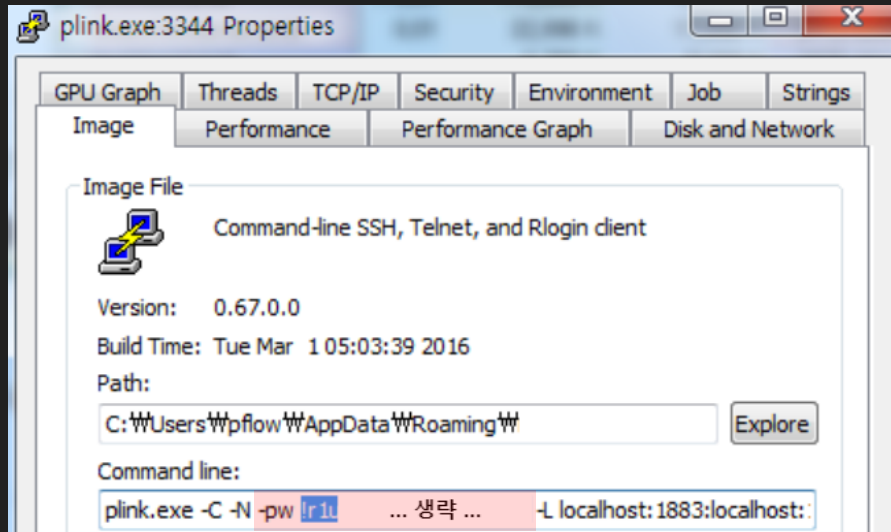 plink.exe:3344 Properties
GPU Graph Threads TCP/IP Security Environment Job Strings
Image Performance Performance Graph Disk and Network
Image File
Command-line SSH, Telnet, and Rlogin client
Version: 0.67.0.0
Build Time: Tue Mar 1 05:03:39 2016
Path:
C:₩Users₩pflow₩AppData₩Roaming₩
Explore
Command line:
plink.exe -C -N -pw !r1u ... 생략 ... -L localhost:1883:localhost: